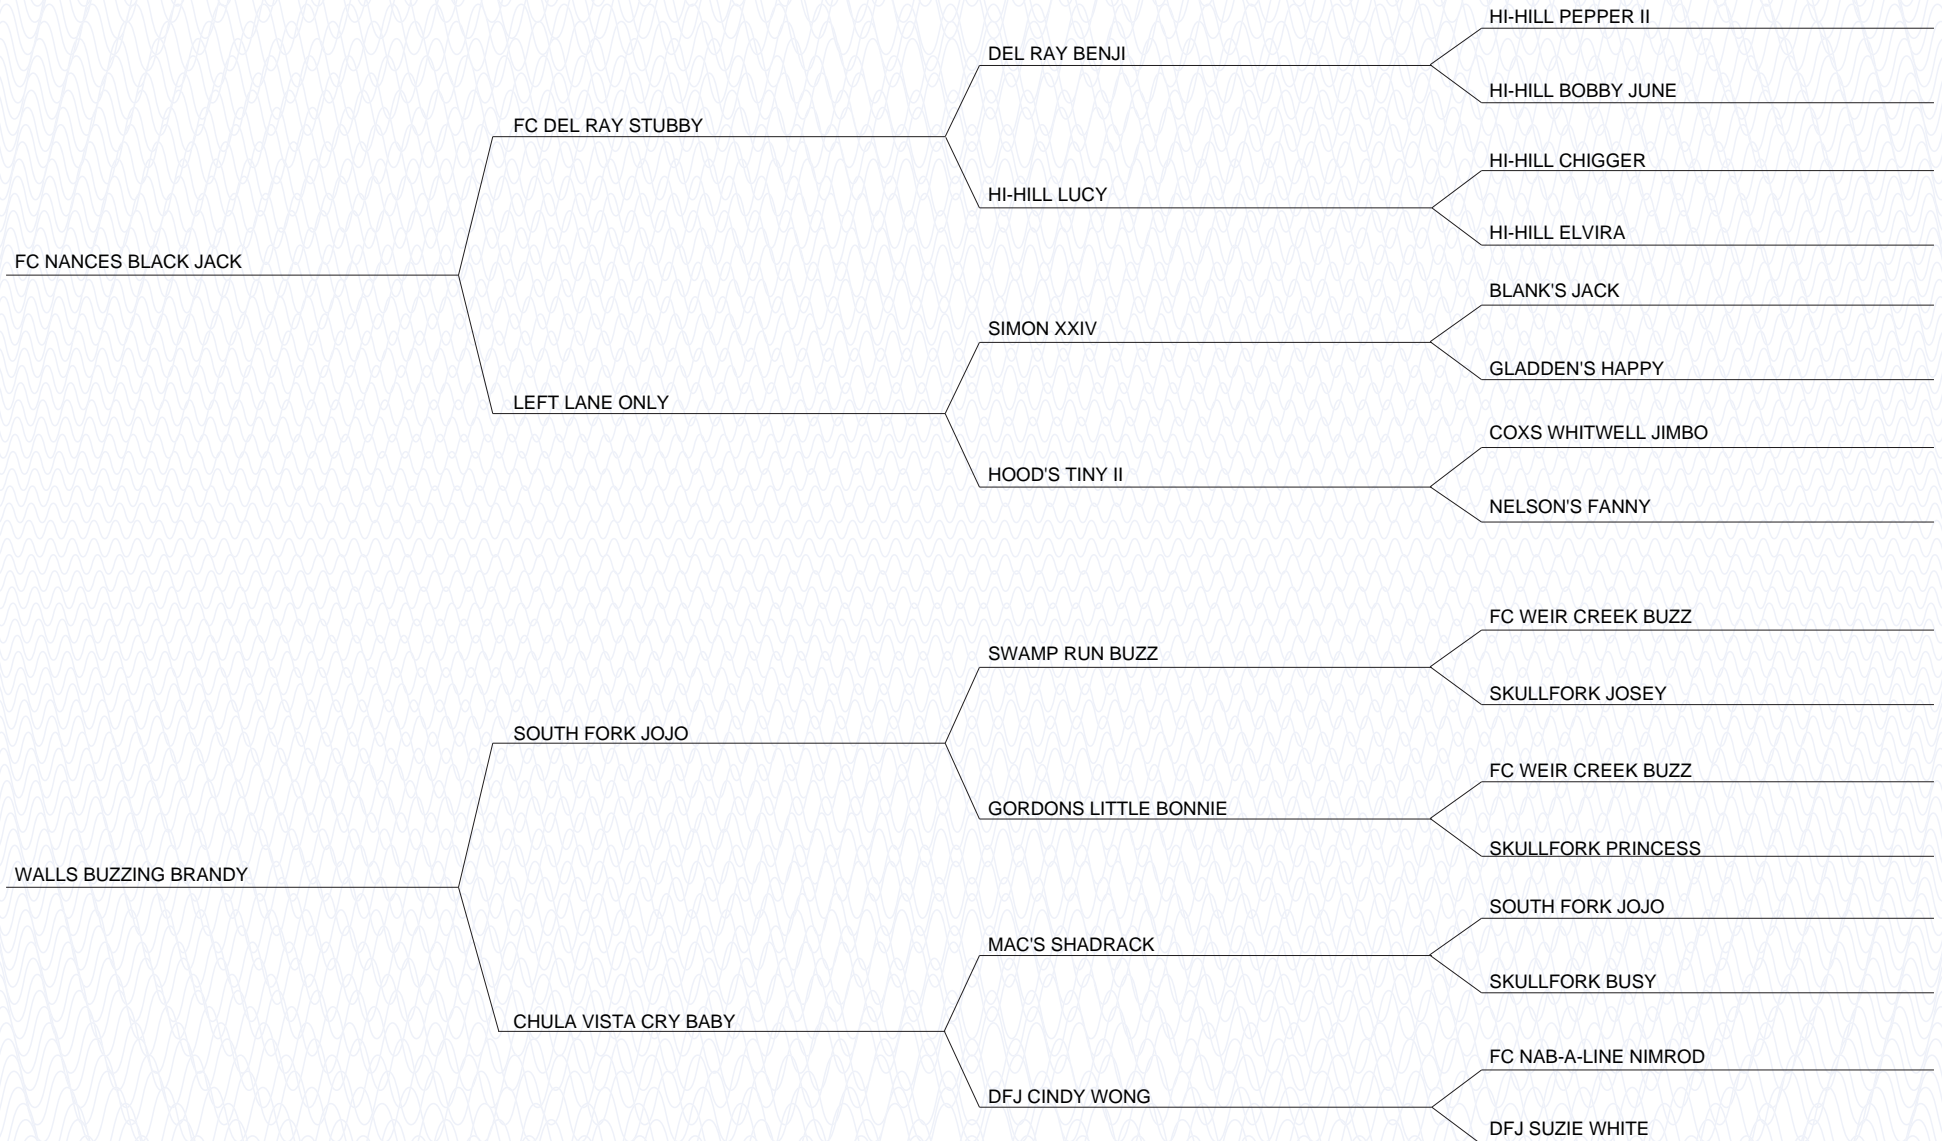 HI-HILL PEPPER II
DEL RAY BENJI
HI-HILL BOBBY JUNE
FC DEL RAY STUBBY
HI-HILL CHIGGER
HI-HILL LUCY
HI-HILL ELVIRA
FC NANCES BLACK JACK
BLANK'S JACK
SIMON XXIV
GLADDEN'S HAPPY
LEFT LANE ONLY
COXS WHITWELL JIMBO
HOOD'S TINY II
NELSON'S FANNY
FC WEIR CREEK BUZZ
SWAMP RUN BUZZ
SKULLFORK JOSEY
SOUTH FORK JOJO
FC WEIR CREEK BUZZ
GORDONS LITTLE BONNIE
SKULLFORK PRINCESS
WALLS BUZZING BRANDY
SOUTH FORK JOJO
MAC'S SHADRACK
SKULLFORK BUSY
CHULA VISTA CRY BABY
FC NAB-A-LINE NIMROD
DFJ CINDY WONG
DFJ SUZIE WHITE